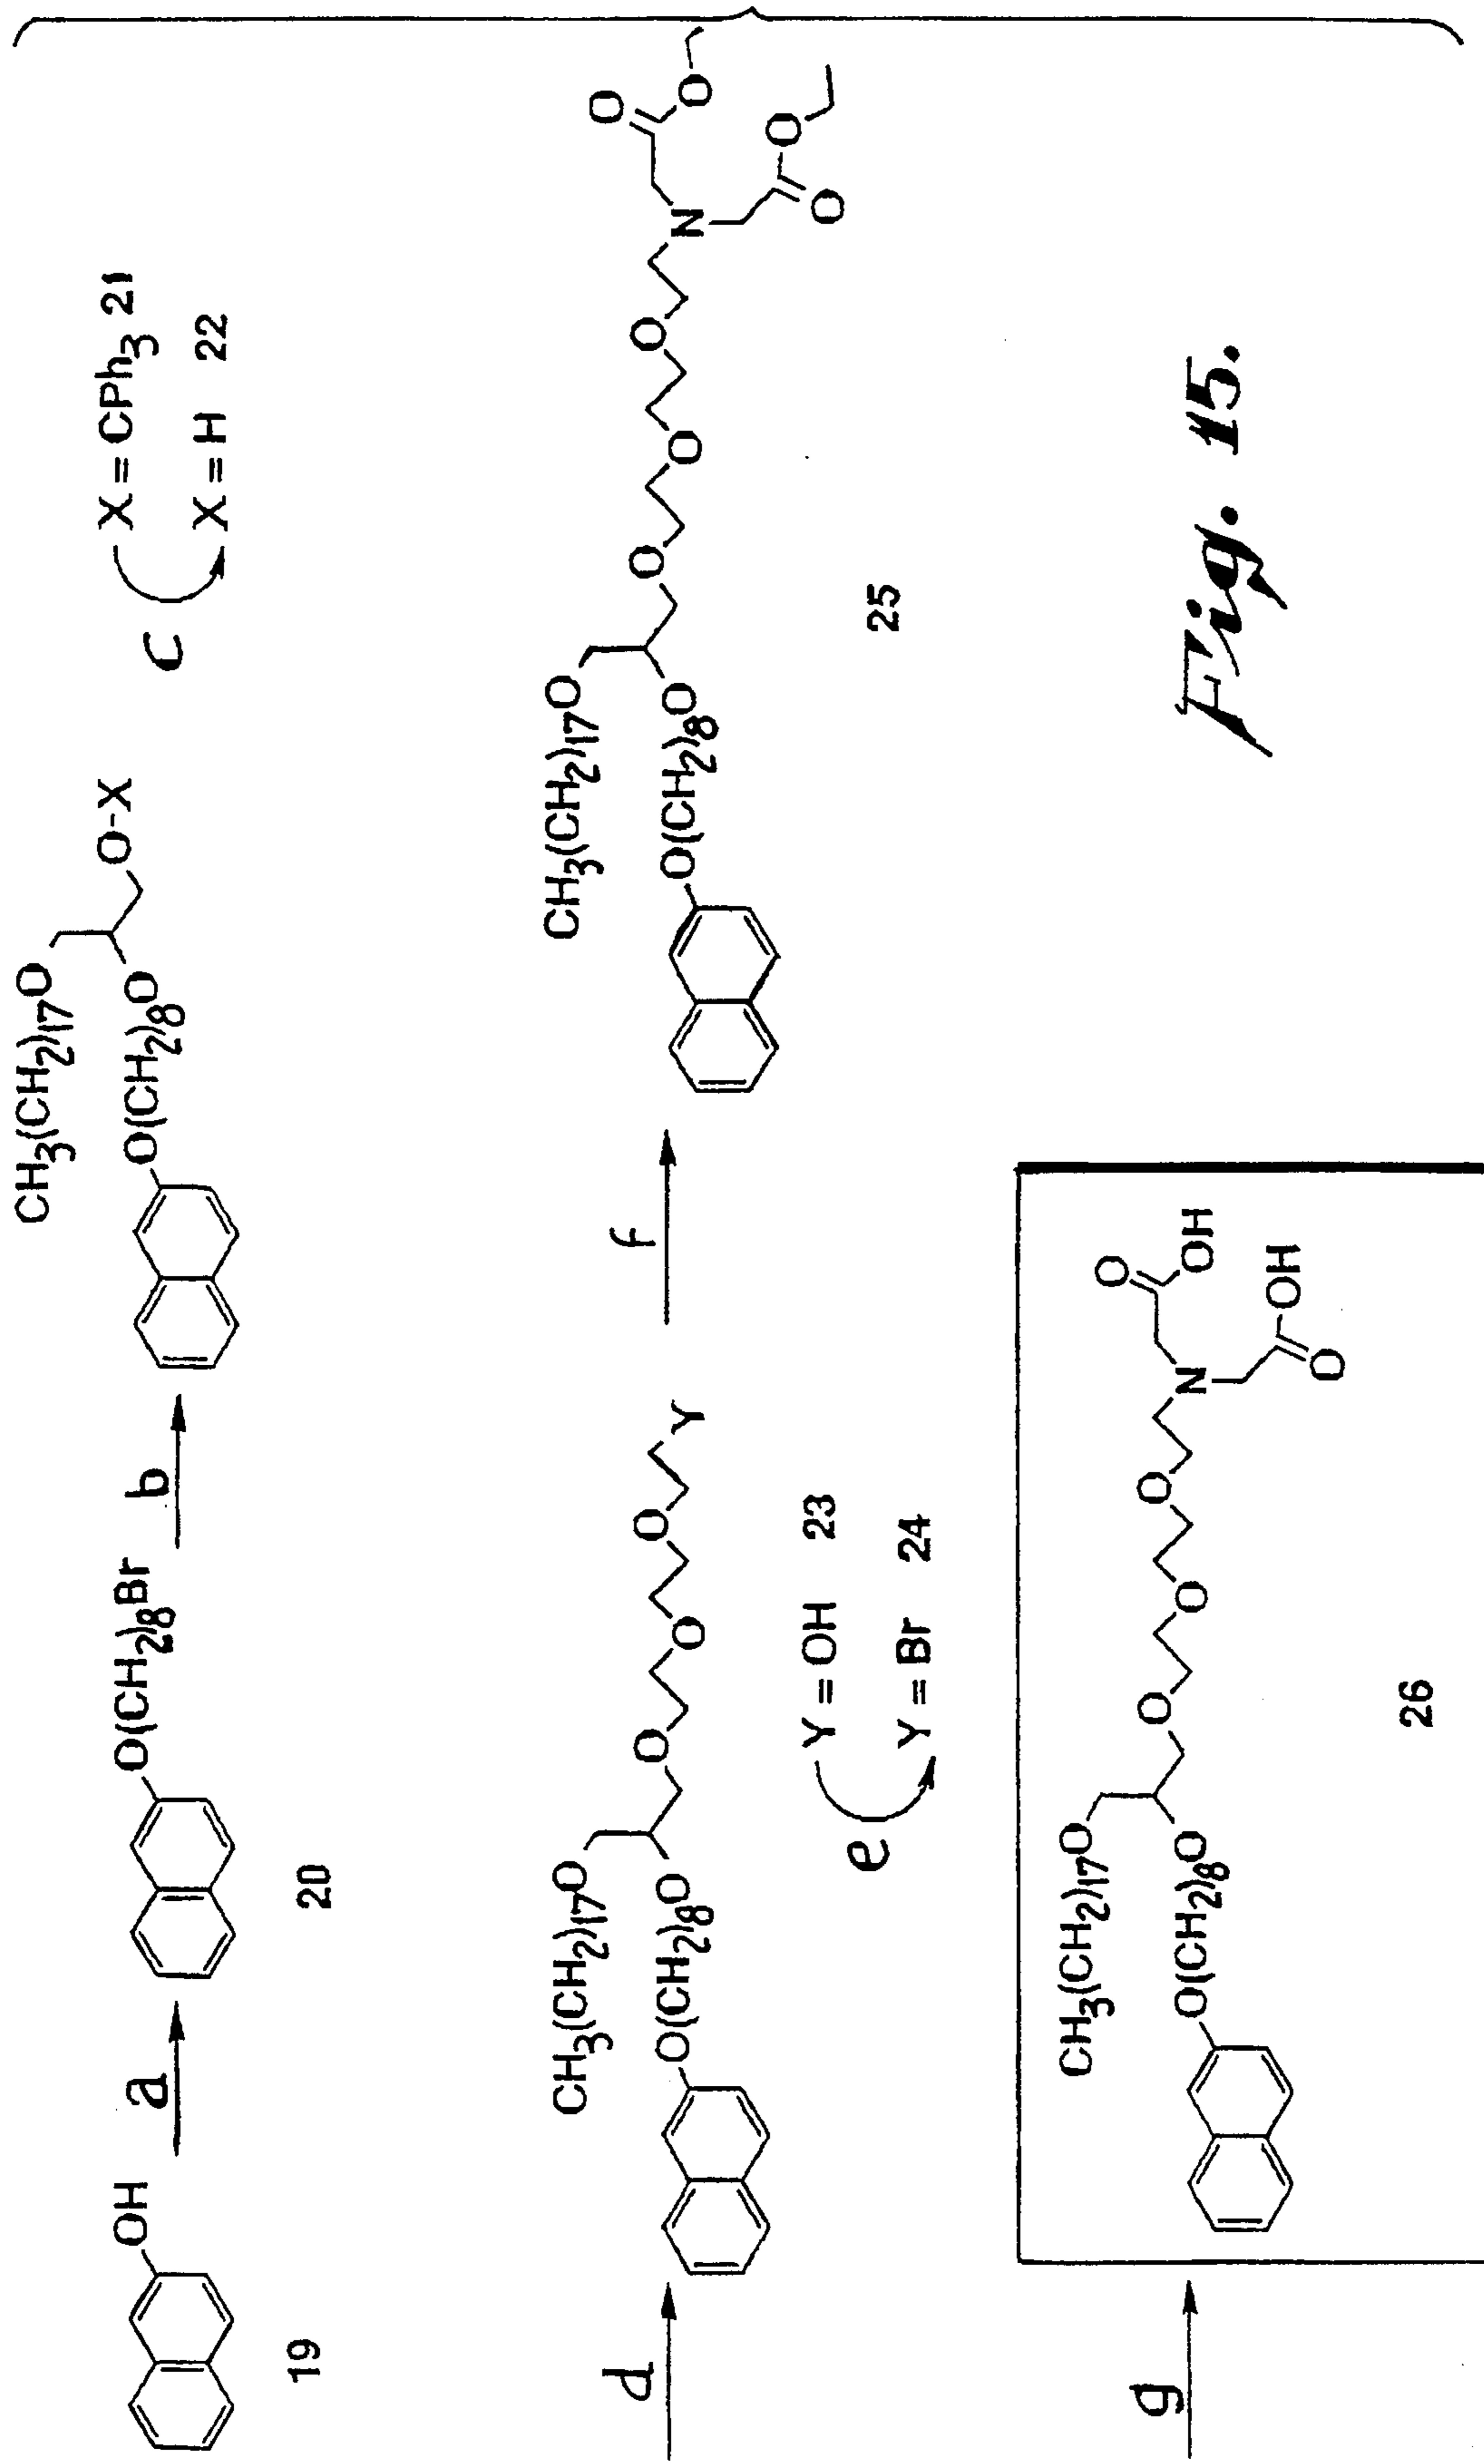 OH
19
a
O(CH2)8Br
20
b
CH3(CH2)17O
O(CH2)8O
O-X
c
X = CPh3 21
X = H 22
d
CH3(CH2)17O
O(CH2)8O
O
O
O
Y
Y = OH 23
e
Y = Br 24
f
CH3(CH2)17O
O(CH2)8O
O
O
O
N
O
O
O
O
25
g
CH3(CH2)17O
O(CH2)8O
O
O
O
N
O
OH
OH
O
26
Fig. 15.